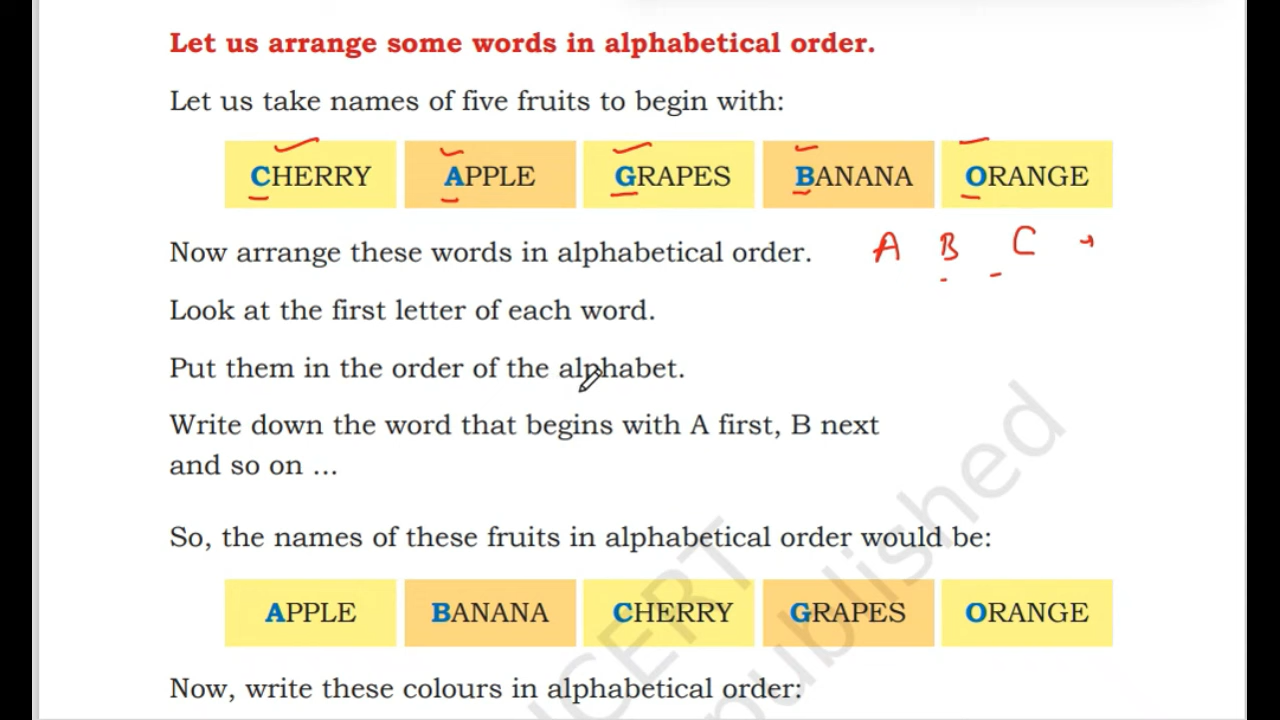 Let us arrange some words in alphabetical order.
Let us take names of five fruits to begin with:
CHERRY APPLE GRAPES BANANA ORANGE
Now arrange these words in alphabetical order. A B C
Look at the first letter of each word.
Put them in the order of the alphabet.
Write down the word that begins with A first, B next
and so on ...
So, the names of these fruits in alphabetical order would be:
APPLE BANANA CHERRY GRAPES ORANGE
Now, write these colours in alphabetical order:
NCERT
published